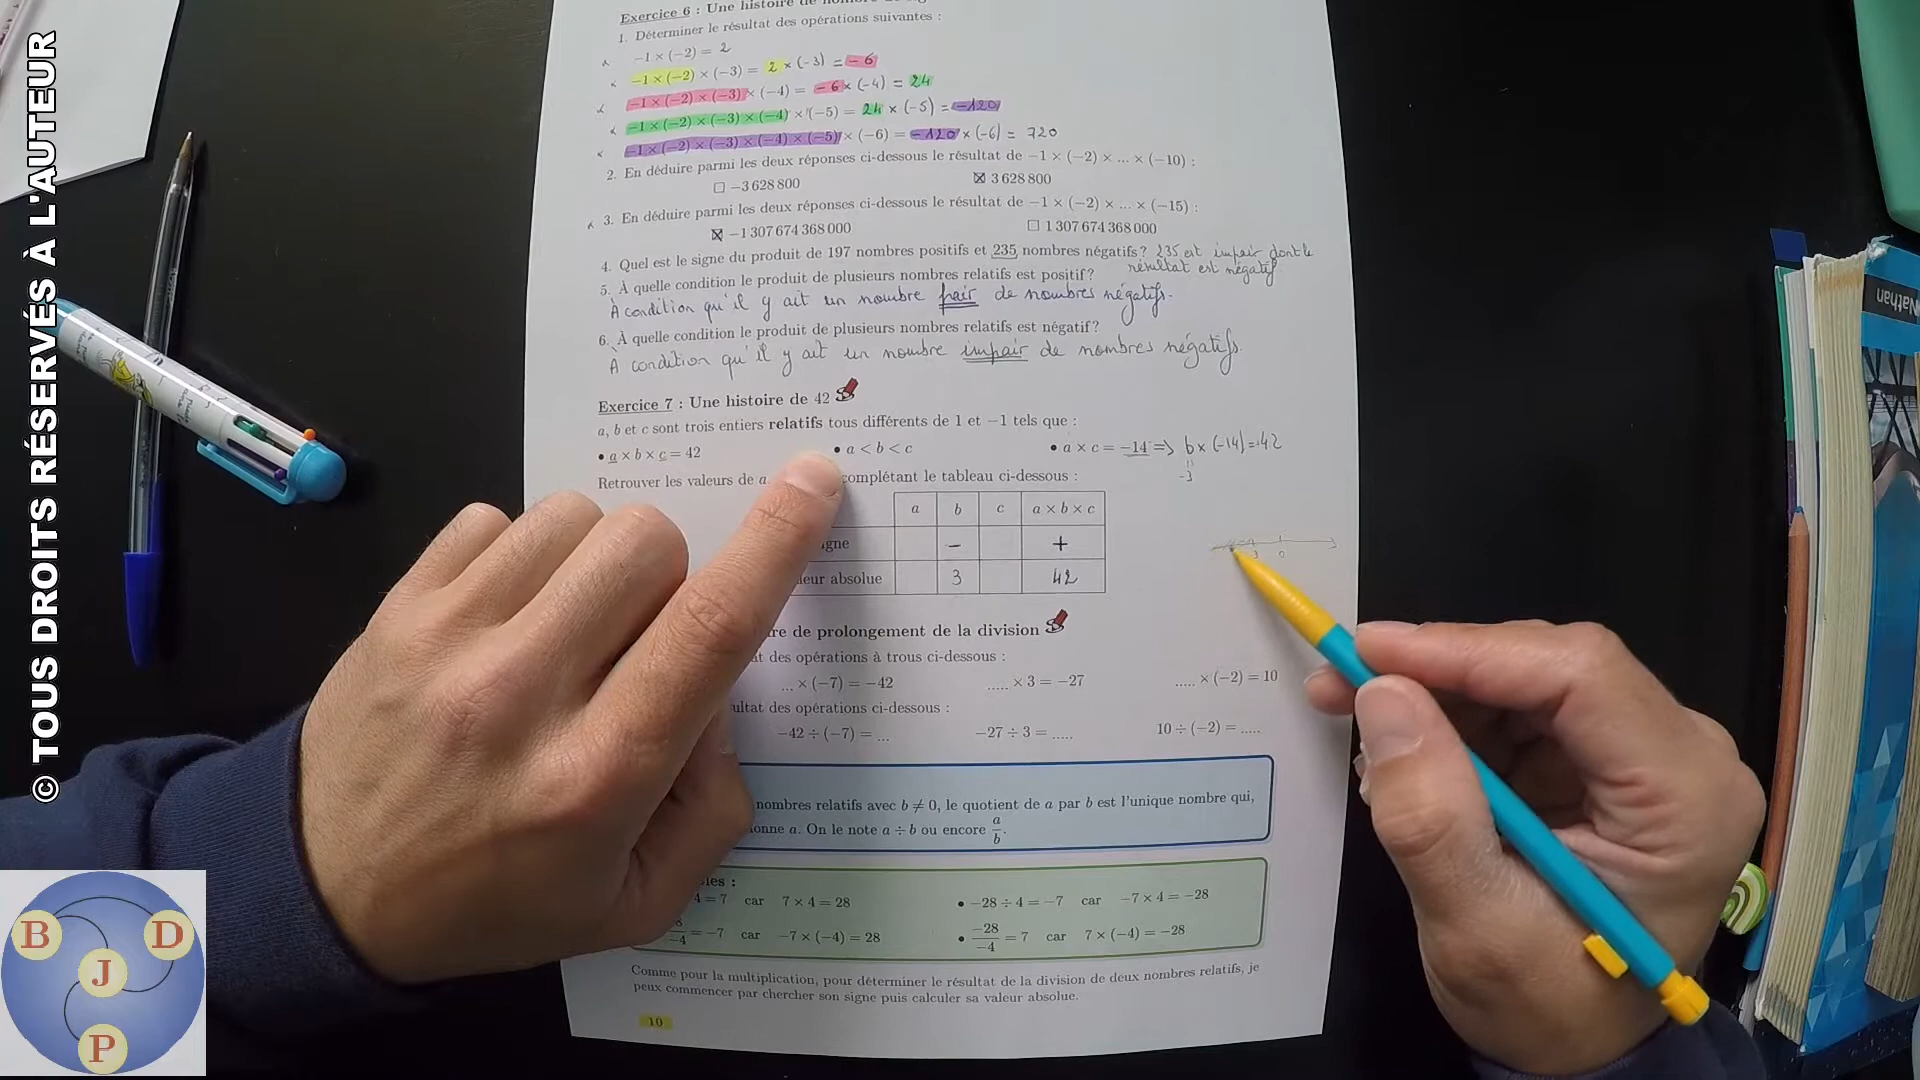 © TOUS DROITS RÉSERVÉS À L'AUTEUR
Exercice 6 : Une histoire de
1. Déterminer le résultat des opérations suivantes :
-1 × (-2) = 2
-1 × (-2) × (-3) = 2 × (-3) = -6
-1 × (-2) × (-3) × (-4) = -6 × (-4) = 24
-1 × (-2) × (-3) × (-4) × (-5) = 24 × (-5) = -120
-1 × (-2) × (-3) × (-4) × (-5) × (-6) = -120 × (-6) = 720
2. En déduire parmi les deux réponses ci-dessous le résultat de -1 × (-2) × ... × (-10) :
☐ -3 628 800 ☒ 3 628 800
3. En déduire parmi les deux réponses ci-dessous le résultat de -1 × (-2) × ... × (-15) :
☒ -1 307 674 368 000 ☐ 1 307 674 368 000
4. Quel est le signe du produit de 197 nombres positifs et 235 nombres négatifs? 235 est impair dont le
résultat est négatif
5. À quelle condition le produit de plusieurs nombres relatifs est positif?
À condition qu'il y ait un nombre pair de nombres négatifs.
6. À quelle condition le produit de plusieurs nombres relatifs est négatif?
À condition qu'il y ait un nombre impair de nombres négatifs.
Exercice 7 : Une histoire de 42
a, b et c sont trois entiers relatifs tous différents de 1 et -1 tels que :
• a × b × c = 42 • a < b < c • a × c = -14 => b × (-14) = 42
-3
Retrouver les valeurs de a complétant le tableau ci-dessous :
a b c a × b × c
igne - +
leur absolue 3 42
0
re de prolongement de la division
t des opérations à trous ci-dessous :
... × (-7) = -42 ..... × 3 = -27 ..... × (-2) = 10
ultat des opérations ci-dessous :
-42 ÷ (-7) = ... -27 ÷ 3 = ..... 10 ÷ (-2) = .....
nombres relatifs avec b ≠ 0, le quotient de a par b est l'unique nombre qui,
onne a. On le note a ÷ b ou encore a/b.
les :
4 = 7 car 7 × 4 = 28 • -28 ÷ 4 = -7 car -7 × 4 = -28
8/-4 = -7 car -7 × (-4) = 28 • -28/-4 = 7 car 7 × (-4) = -28
Comme pour la multiplication, pour déterminer le résultat de la division de deux nombres relatifs, je
peux commencer par chercher son signe puis calculer sa valeur absolue.
10
Nathan
B D
J
P